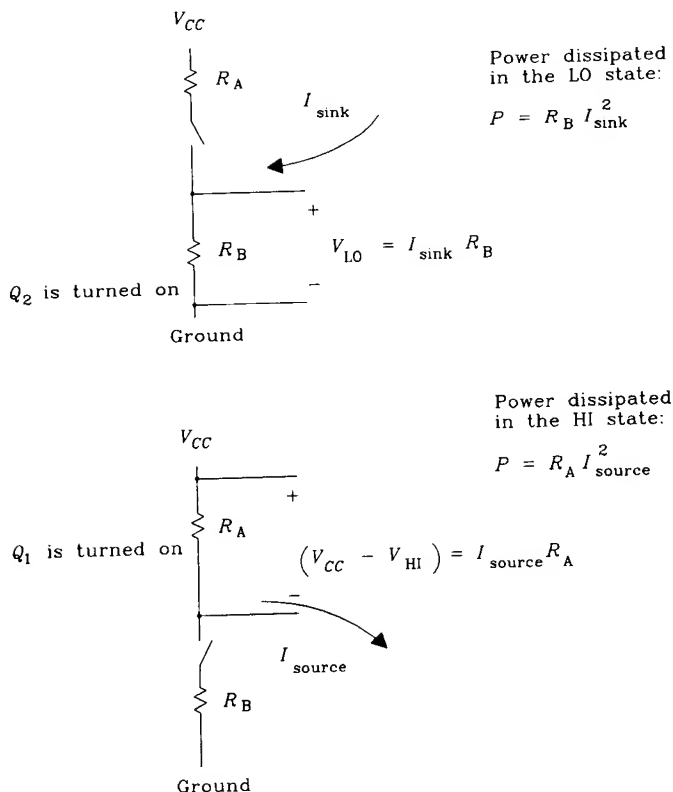 V_CC
Power dissipated
in the LO state:
R_A
I_sink
P = R_B I_sink^2
+
R_B
V_LO = I_sink R_B
Q_2 is turned on
−
Ground
Power dissipated
in the HI state:
V_CC
P = R_A I_source^2
+
R_A
Q_1 is turned on
(V_CC − V_HI) = I_source R_A
−
I_source
R_B
Ground